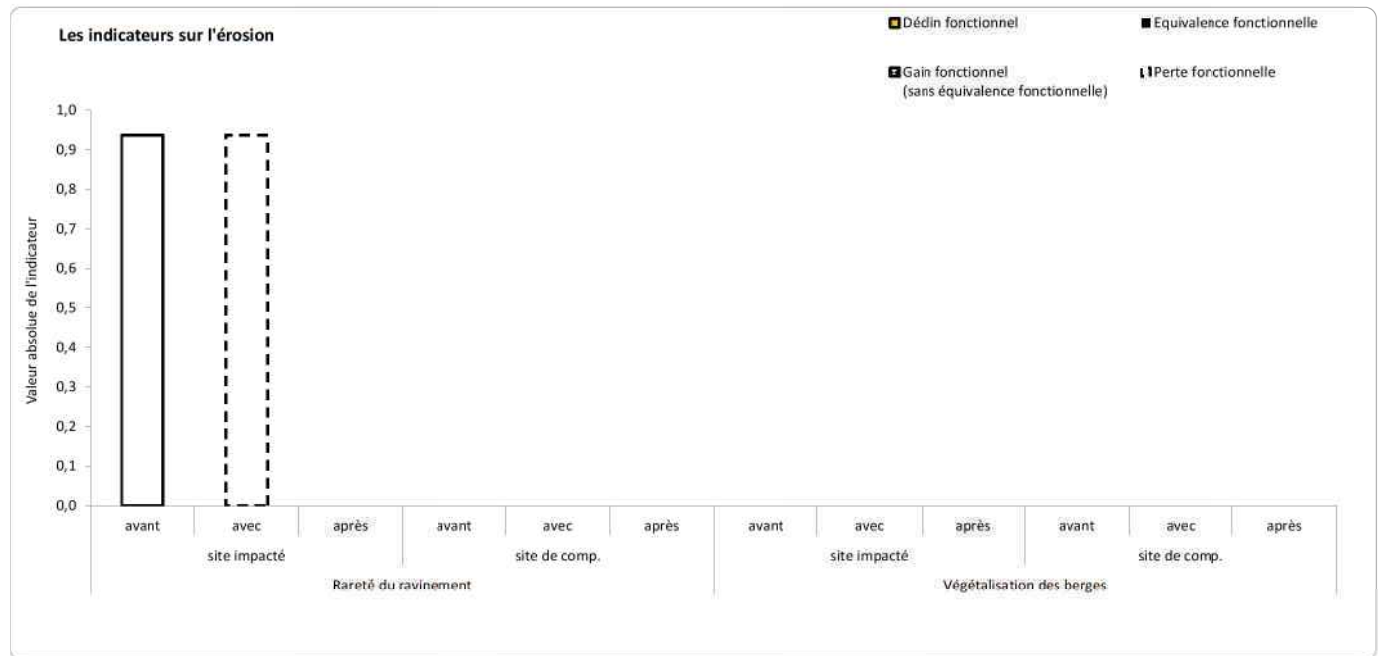 Les indicateurs sur l'érosion
Déclin fonctionnel
Equivalence fonctionnelle
Gain fonctionnel
(sans équivalence fonctionnelle)
Perte fonctionnelle
Valeur absolue de l'indicateur
1,0
0,9
0,8
0,7
0,6
0,5
0,4
0,3
0,2
0,1
0,0
avant avec après avant avec après avant avec après avant avec après
site impacté site de comp. site impacté site de comp.
Rareté du ravinement Végétalisation des berges